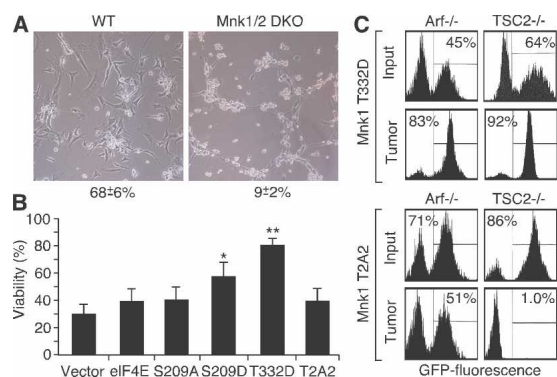 A
WT
Mnk1/2 DKO
68±6%
9±2%
B
Viability (%)
100
80
60
40
20
0
*
**
Vector
eIF4E
S209A
S209D
T332D
T2A2
C
Arf-/-
TSC2-/-
Mnk1 T332D
Input
45%
64%
Tumor
83%
92%
Arf-/-
TSC2-/-
Mnk1 T2A2
Input
71%
86%
Tumor
51%
1.0%
GFP-fluorescence